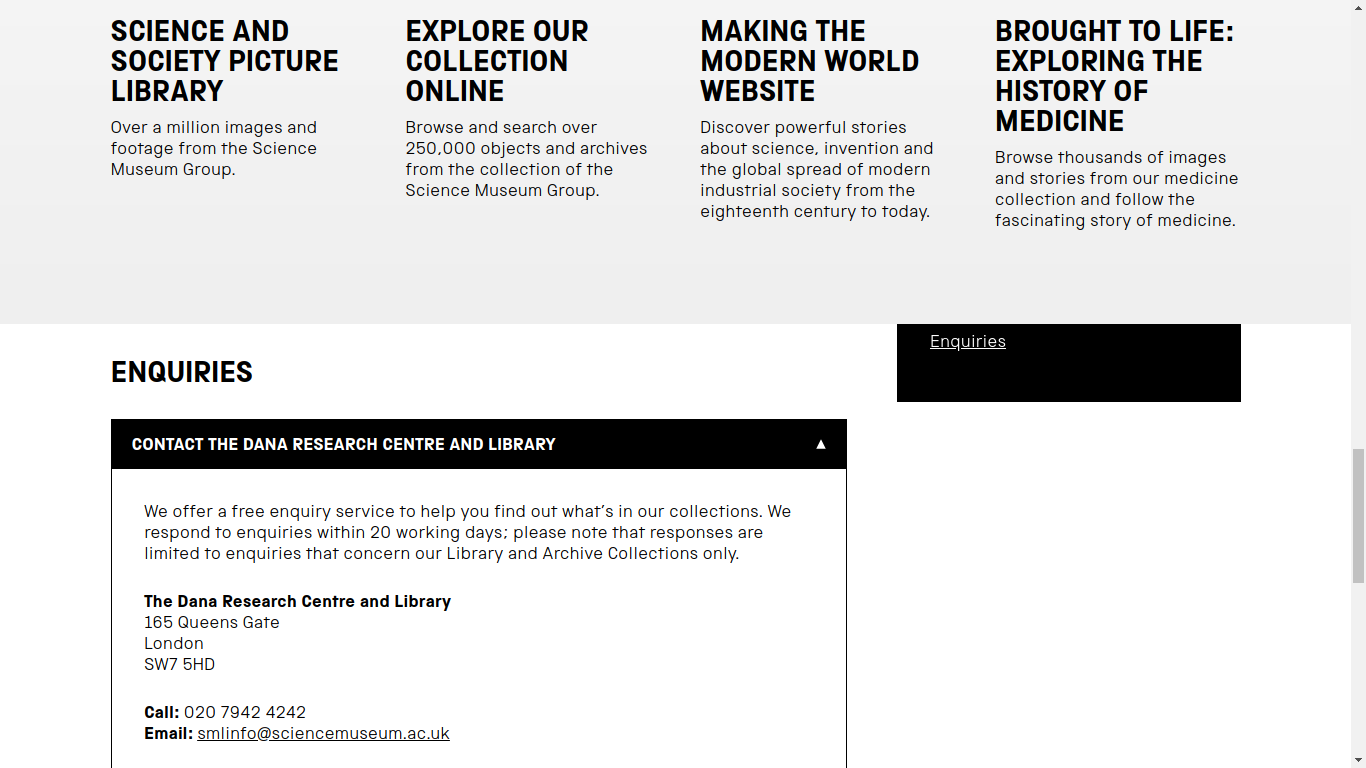 SCIENCE AND
SOCIETY PICTURE
LIBRARY
Over a million images and
footage from the Science
Museum Group.
EXPLORE OUR
COLLECTION
ONLINE
Browse and search over
250,000 objects and archives
from the collection of the
Science Museum Group.
MAKING THE
MODERN WORLD
WEBSITE
Discover powerful stories
about science, invention and
the global spread of modern
industrial society from the
eighteenth century to today.
BROUGHT TO LIFE:
EXPLORING THE
HISTORY OF
MEDICINE
Browse thousands of images
and stories from our medicine
collection and follow the
fascinating story of medicine.
Enquiries
ENQUIRIES
CONTACT THE DANA RESEARCH CENTRE AND LIBRARY ▲
We offer a free enquiry service to help you find out what's in our collections. We
respond to enquiries within 20 working days; please note that responses are
limited to enquiries that concern our Library and Archive Collections only.
The Dana Research Centre and Library
165 Queens Gate
London
SW7 5HD
Call: 020 7942 4242
Email: smlinfo@sciencemuseum.ac.uk